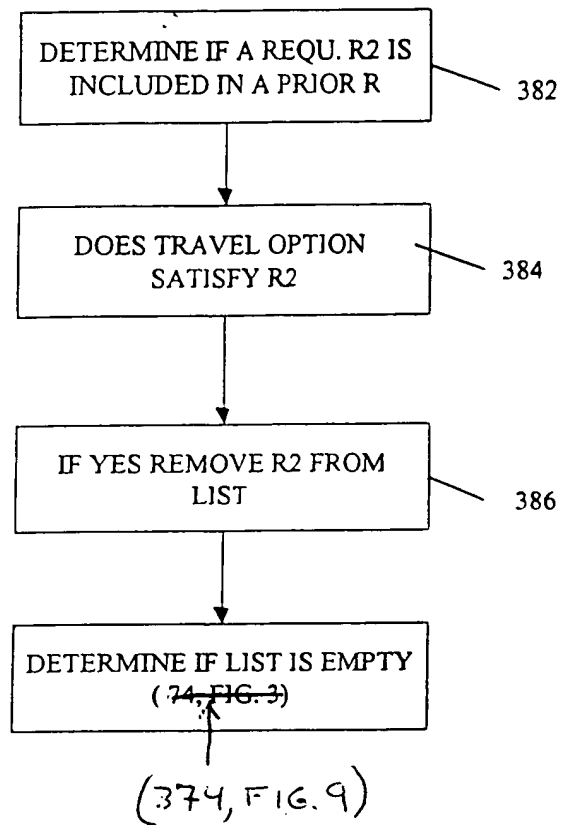 DETERMINE IF A REQU. R2 IS
INCLUDED IN A PRIOR R
382
DOES TRAVEL OPTION
SATISFY R2
384
IF YES REMOVE R2 FROM
LIST
386
DETERMINE IF LIST IS EMPTY
( 74, FIG. 3)
(374, FIG. 9)